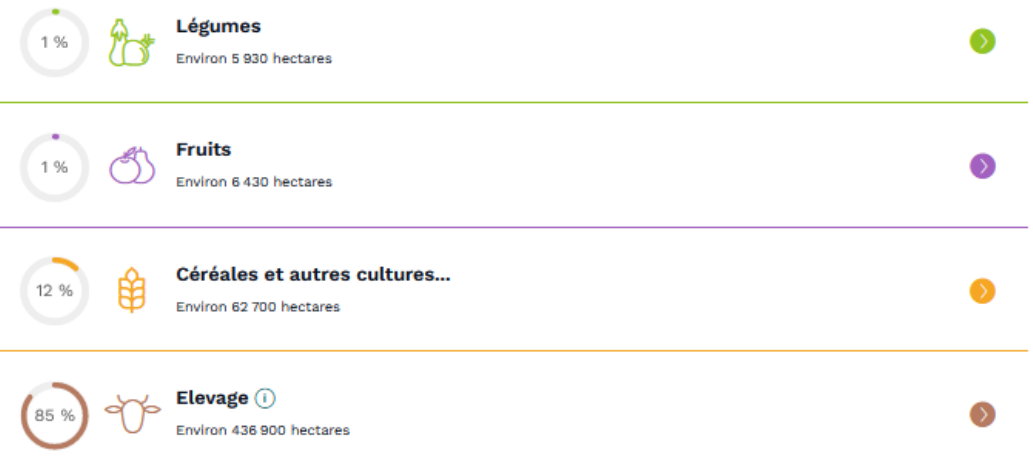 1 %
Légumes
Environ 5 930 hectares
1 %
Fruits
Environ 6 430 hectares
12 %
Céréales et autres cultures...
Environ 62 700 hectares
85 %
Elevage i
Environ 436 900 hectares